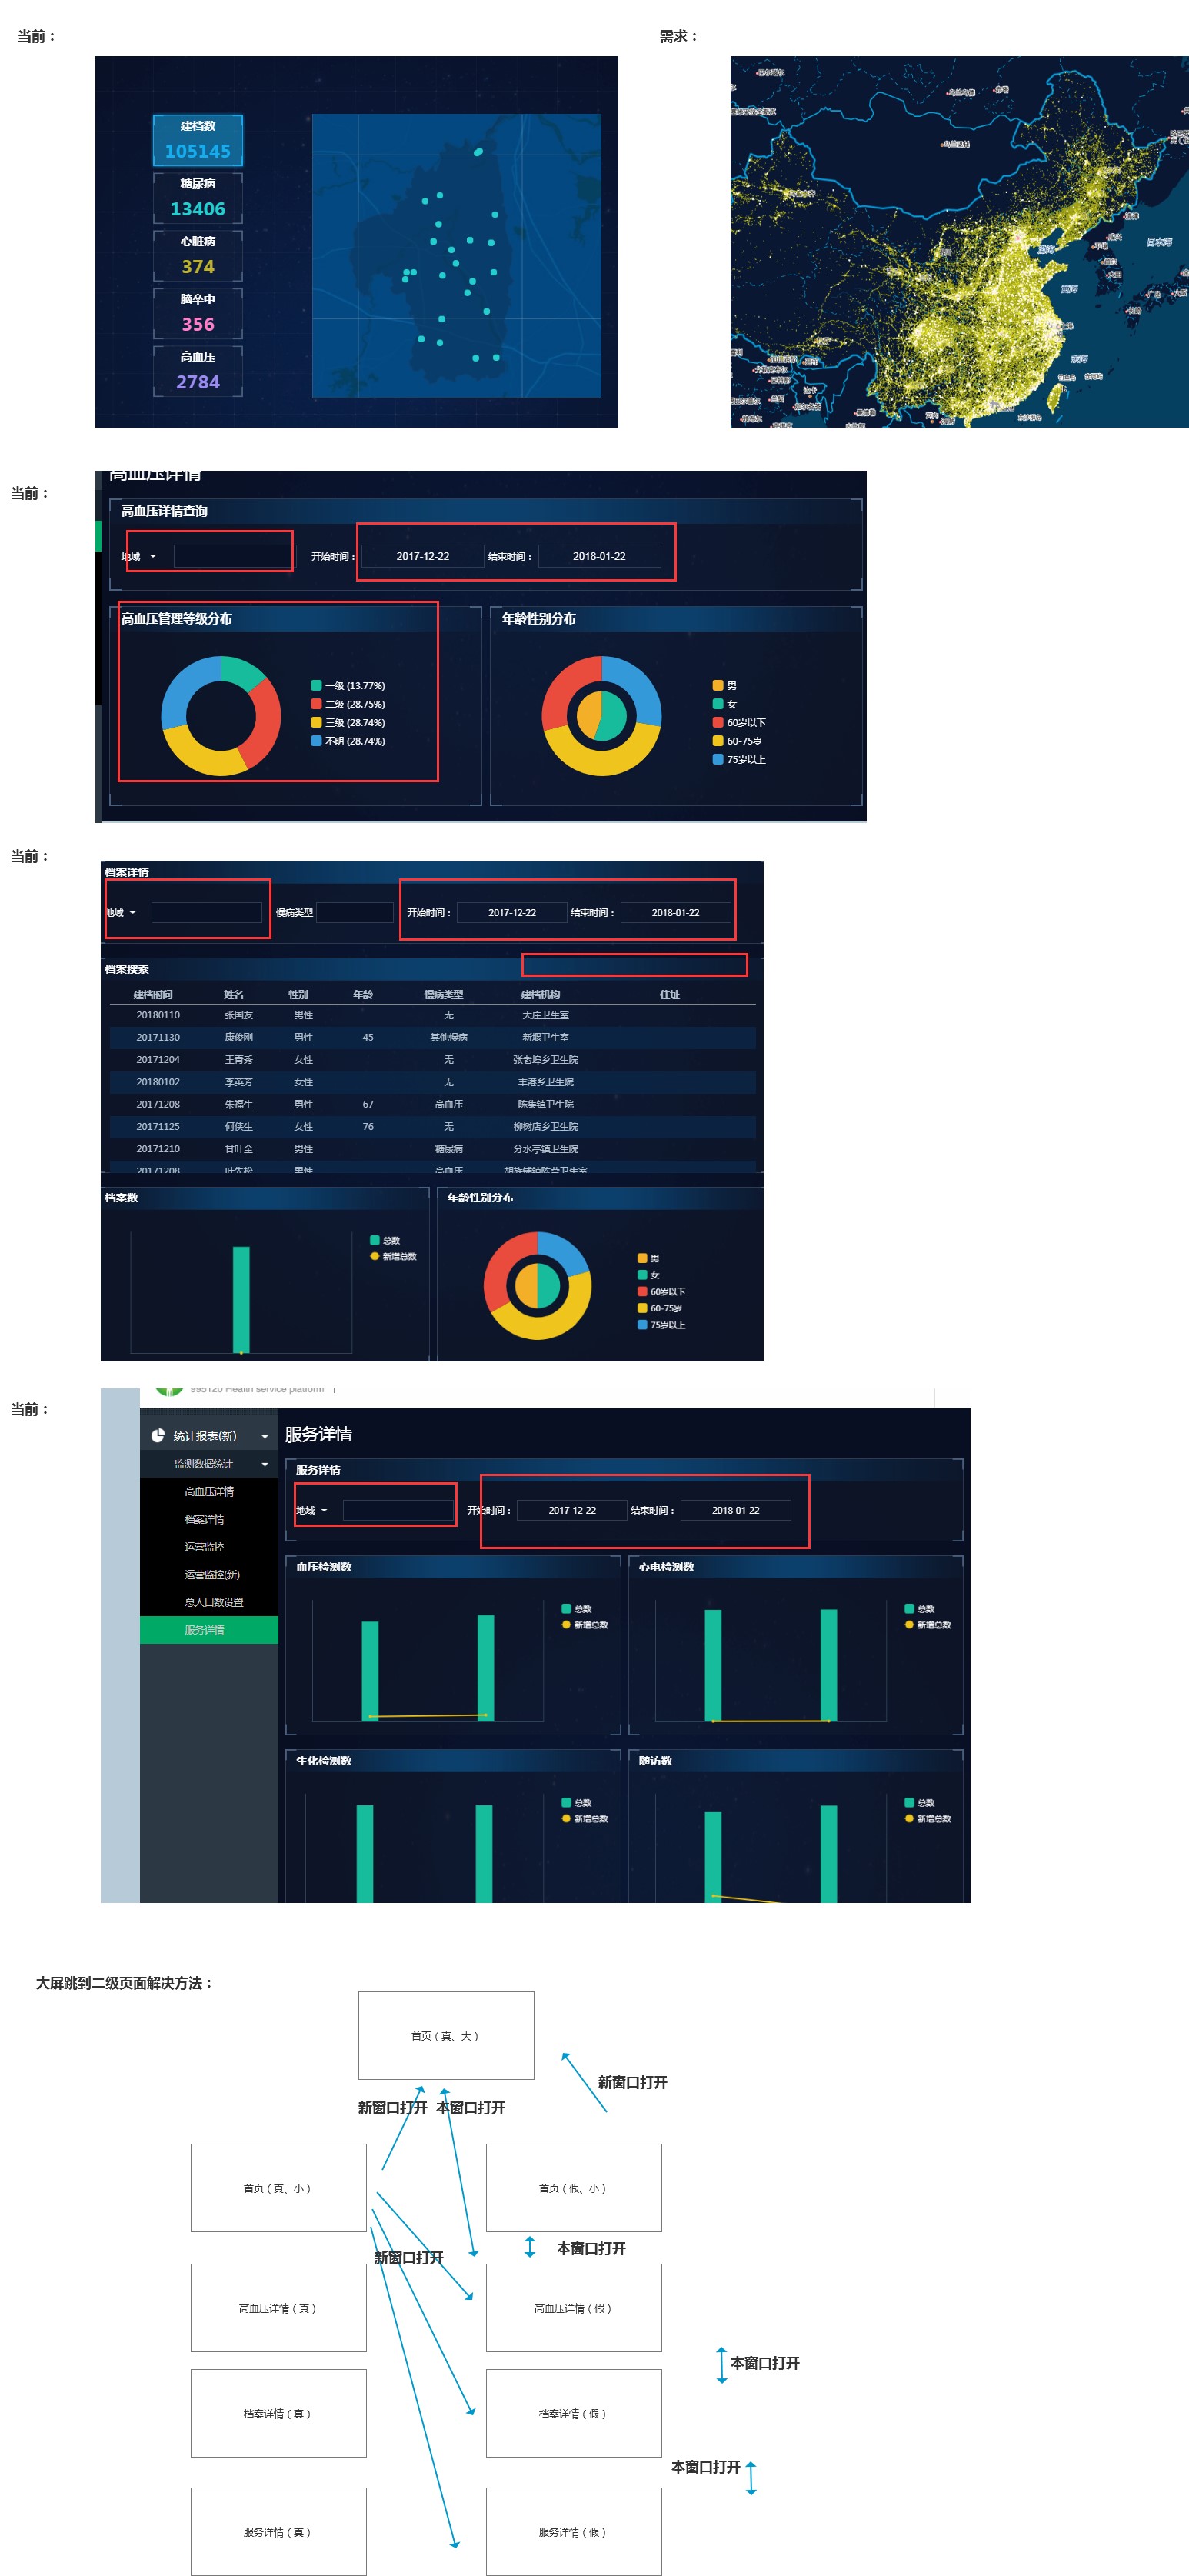 当前：
需求：
建档数
105145
糖尿病
13406
心脏病
374
脑卒中
356
高血压
2784
日本海
渤海
黄海
东海
当前：
高血压详情
高血压详情查询
地域
开始时间：
2017-12-22
结束时间：
2018-01-22
高血压管理等级分布
一级 (13.77%)
二级 (28.75%)
三级 (28.74%)
不明 (28.74%)
年龄性别分布
男
女
60岁以下
60-75岁
75岁以上
当前：
档案详情
地域
慢病类型
开始时间：
2017-12-22
结束时间：
2018-01-22
档案搜索
建档时间 姓名 性别 年龄 慢病类型 建档机构 住址
20180110 张国友 男性 无 大庄卫生室
20171130 康俊刚 男性 45 其他慢病 新堰卫生室
20171204 王青秀 女性 无 张老埠乡卫生院
20180102 李英芳 女性 无 丰港乡卫生院
20171208 朱福生 男性 67 高血压 陈集镇卫生院
20171125 何侠生 女性 76 无 柳树店乡卫生院
20171210 甘叶全 男性 糖尿病 分水亭镇卫生院
20171208 叶先松 男性 高血压 胡族铺镇陈营卫生室
档案数
总数
新增总数
年龄性别分布
男
女
60岁以下
60-75岁
75岁以上
当前：
995120 Health service platform
统计报表(新)
监测数据统计
高血压详情
档案详情
运营监控
运营监控(新)
总人口数设置
服务详情
服务详情
服务详情
地域
开始时间：
2017-12-22
结束时间：
2018-01-22
血压检测数
总数
新增总数
心电检测数
总数
新增总数
生化检测数
总数
新增总数
随访数
总数
新增总数
大屏跳到二级页面解决方法：
首页（真、大）
新窗口打开
新窗口打开 本窗口打开
首页（真、小）
首页（假、小）
本窗口打开
新窗口打开
高血压详情（真）
高血压详情（假）
本窗口打开
档案详情（真）
档案详情（假）
本窗口打开
服务详情（真）
服务详情（假）